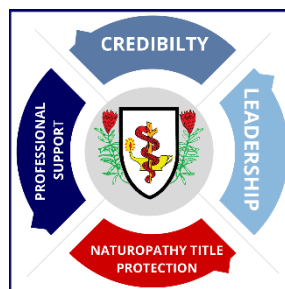 CREDIBILTY
LEADERSHIP
NATUROPATHY TITLE
PROTECTION
PROFESSIONAL
SUPPORT